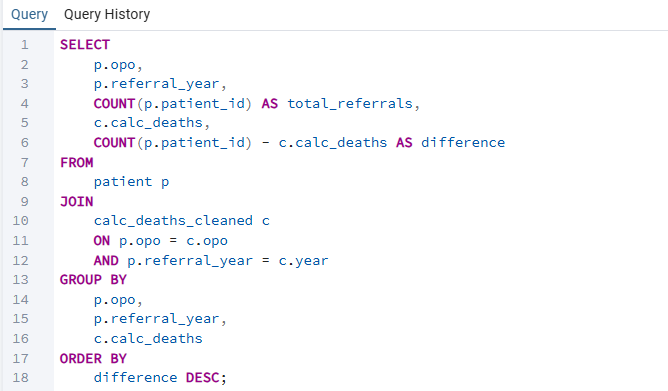 Query Query History
1 SELECT
2 p.opo,
3 p.referral_year,
4 COUNT(p.patient_id) AS total_referrals,
5 c.calc_deaths,
6 COUNT(p.patient_id) - c.calc_deaths AS difference
7 FROM
8 patient p
9 JOIN
10 calc_deaths_cleaned c
11 ON p.opo = c.opo
12 AND p.referral_year = c.year
13 GROUP BY
14 p.opo,
15 p.referral_year,
16 c.calc_deaths
17 ORDER BY
18 difference DESC;